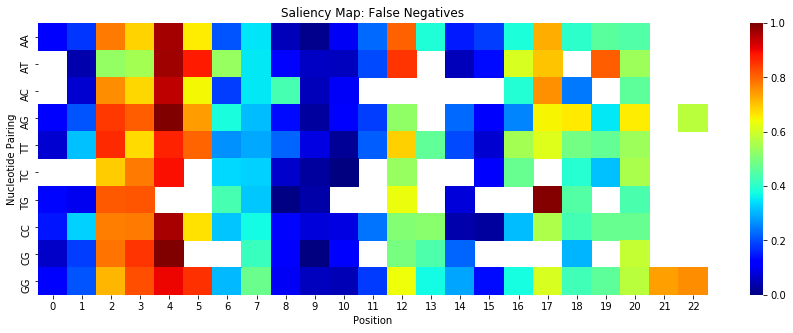 Saliency Map: False Negatives
Nucleotide Pairing
AA
AT
AC
AG
TT
TC
TG
CC
CG
GG
0 1 2 3 4 5 6 7 8 9 10 11 12 13 14 15 16 17 18 19 20 21 22
Position
1.0
0.8
0.6
0.4
0.2
0.0